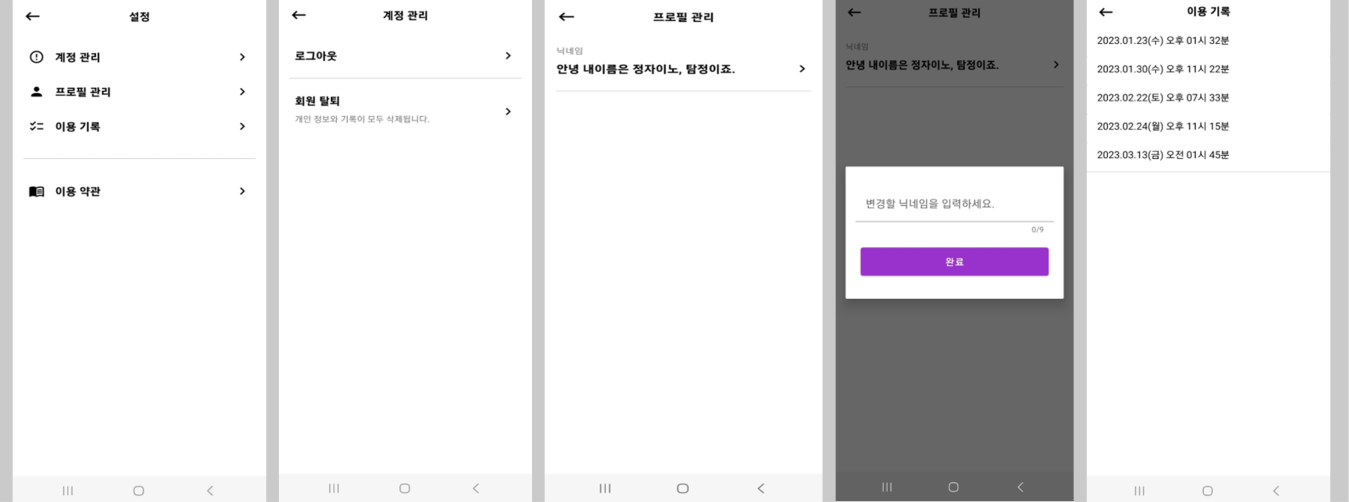 설정
계정 관리
프로필 관리
이용 기록
이용 약관
계정 관리
로그아웃
회원 탈퇴
개인 정보와 기록이 모두 삭제됩니다.
프로필 관리
닉네임
안녕 내이름은 정자이노, 탐정이죠.
프로필 관리
닉네임
안녕 내이름은 정자이노, 탐정이죠.
변경할 닉네임을 입력하세요.
0/9
완료
이용 기록
2023.01.23(수) 오후 01시 32분
2023.01.30(수) 오후 11시 22분
2023.02.22(토) 오후 07시 33분
2023.02.24(월) 오후 11시 15분
2023.03.13(금) 오전 01시 45분